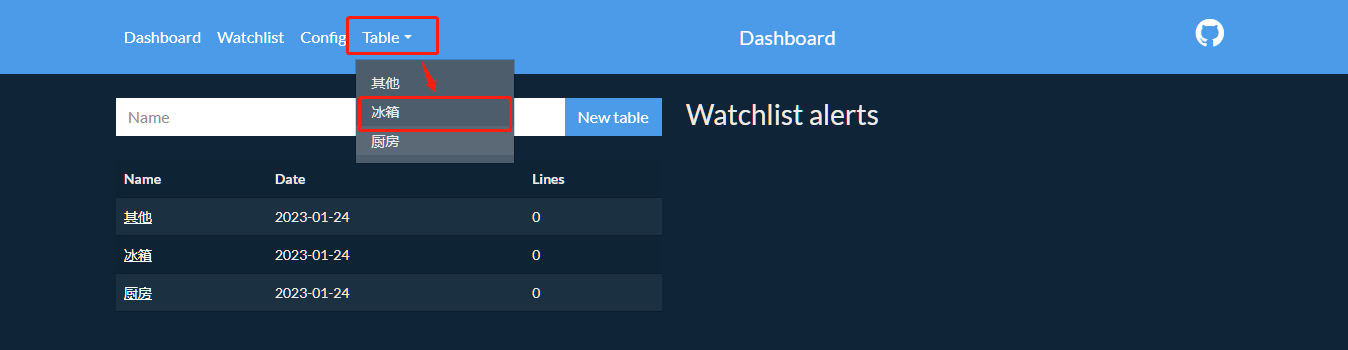 Dashboard Watchlist Config Table Dashboard
其他
冰箱
厨房
Name New table Watchlist alerts
Name Date Lines
其他 2023-01-24 0
冰箱 2023-01-24 0
厨房 2023-01-24 0